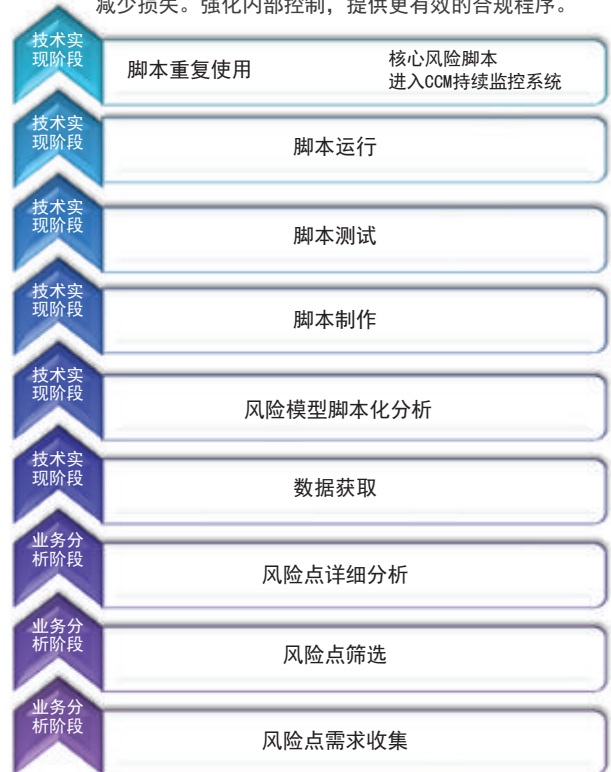 减少损失。强化内部控制，提供更有效的合规程序。
技术实
现阶段
脚本重复使用
核心风险脚本
进入CCM持续监控系统
技术实
现阶段
脚本运行
技术实
现阶段
脚本测试
技术实
现阶段
脚本制作
技术实
现阶段
风险模型脚本化分析
技术实
现阶段
数据获取
业务分
析阶段
风险点详细分析
业务分
析阶段
风险点筛选
业务分
析阶段
风险点需求收集